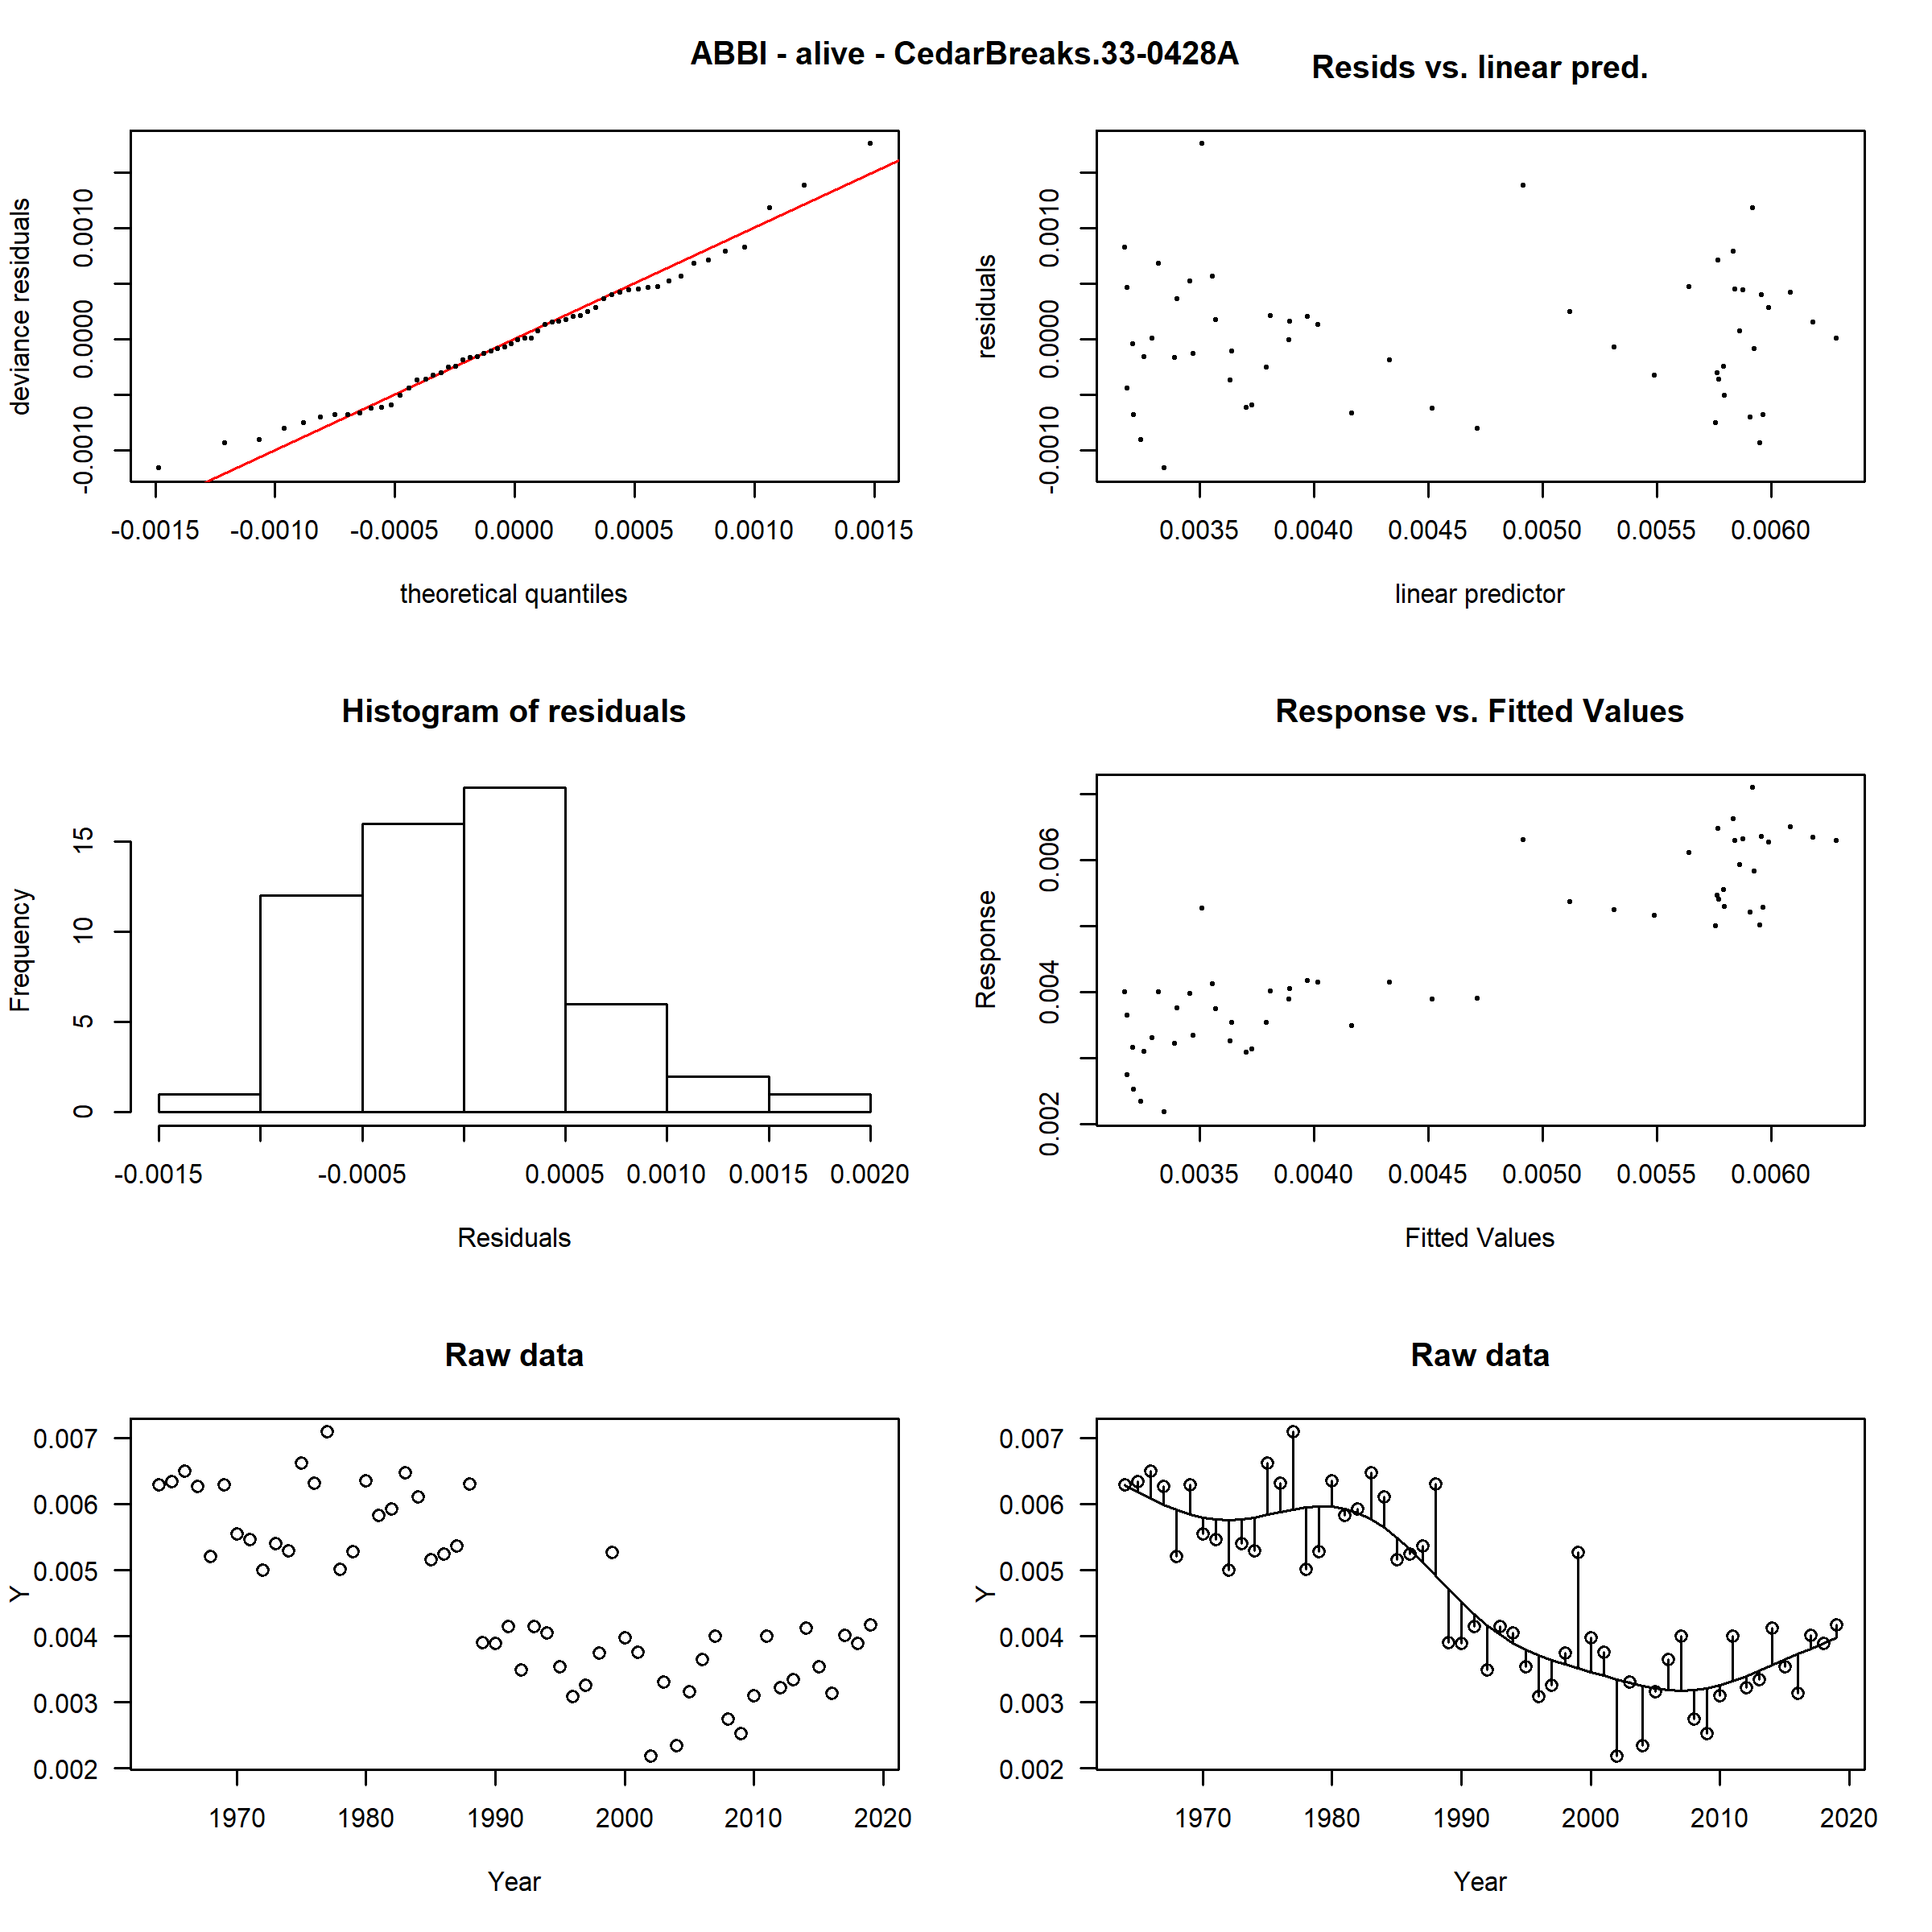 ABBI - alive - CedarBreaks.33-0428A
Resids vs. linear pred.
deviance residuals
-0.0010 0.0000 0.0010
-0.0015 -0.0010 -0.0005 0.0000 0.0005 0.0010 0.0015
theoretical quantiles
residuals
-0.0010 0.0000 0.0010
0.0035 0.0040 0.0045 0.0050 0.0055 0.0060
linear predictor
Histogram of residuals
Frequency
0 5 10 15
-0.0015 -0.0005 0.0005 0.0010 0.0015 0.0020
Residuals
Response vs. Fitted Values
Response
0.002 0.004 0.006
0.0035 0.0040 0.0045 0.0050 0.0055 0.0060
Fitted Values
Raw data
Y
0.007
0.006
0.005
0.004
0.003
0.002
1970 1980 1990 2000 2010 2020
Year
Raw data
Y
0.007
0.006
0.005
0.004
0.003
0.002
1970 1980 1990 2000 2010 2020
Year